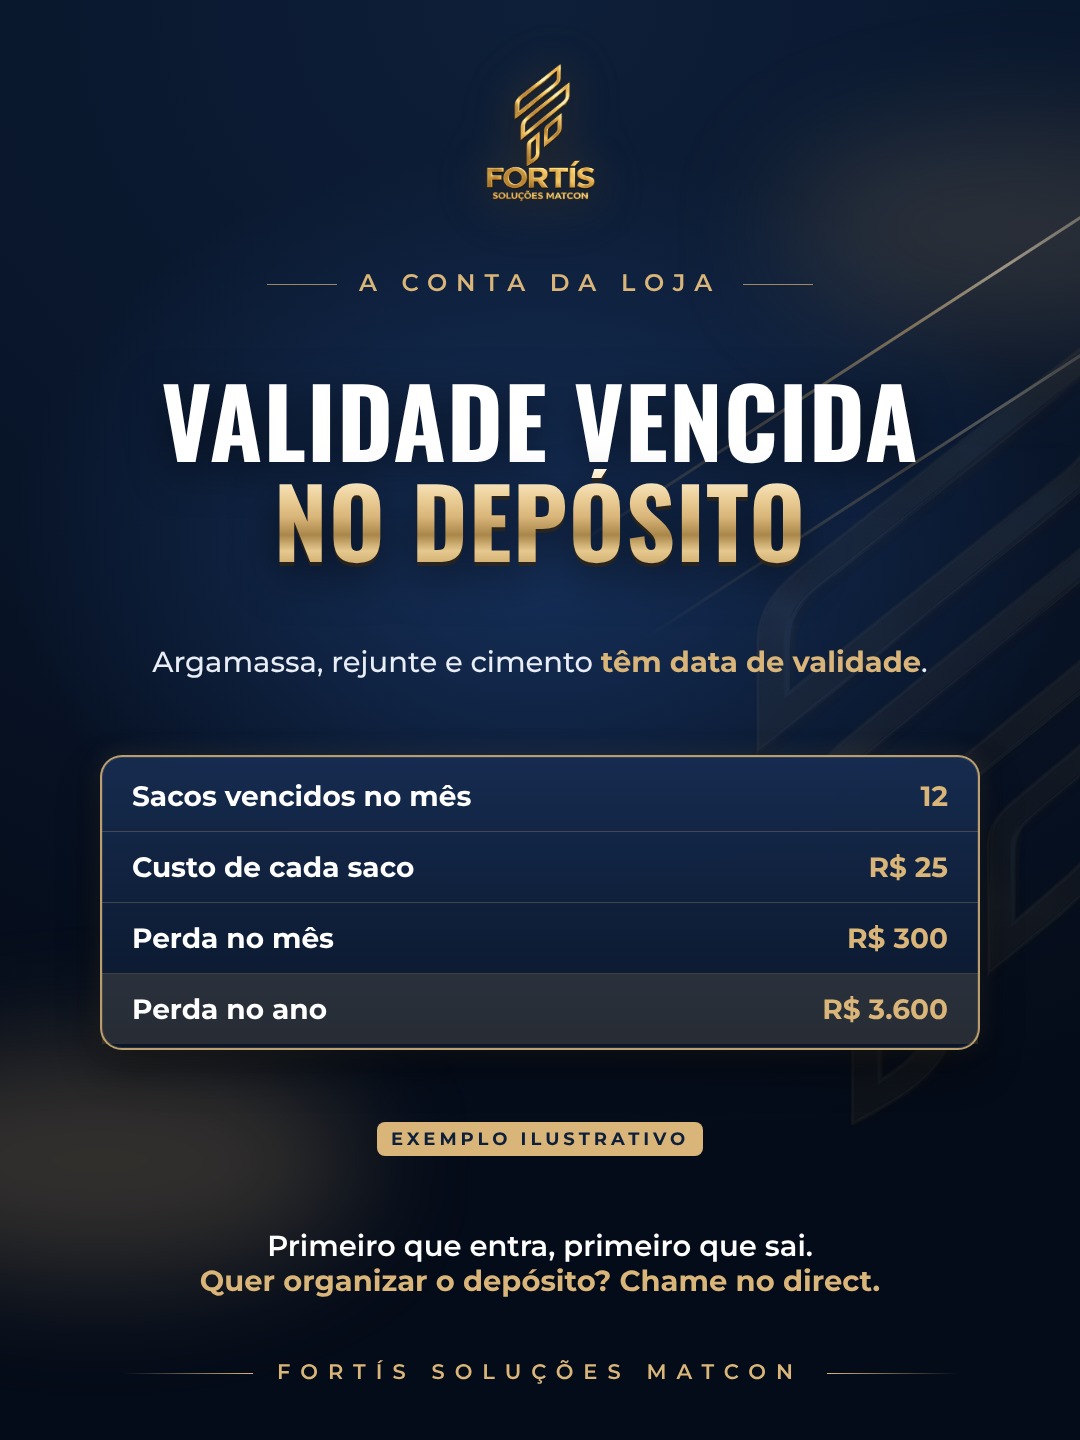 FORTÍS
SOLUÇÕES MATCON
A CONTA DA LOJA
VALIDADE VENCIDA
NO DEPÓSITO
Argamassa, rejunte e cimento têm data de validade.
Sacos vencidos no mês 12
Custo de cada saco R$ 25
Perda no mês R$ 300
Perda no ano R$ 3.600
EXEMPLO ILUSTRATIVO
Primeiro que entra, primeiro que sai.
Quer organizar o depósito? Chame no direct.
FORTÍS SOLUÇÕES MATCON